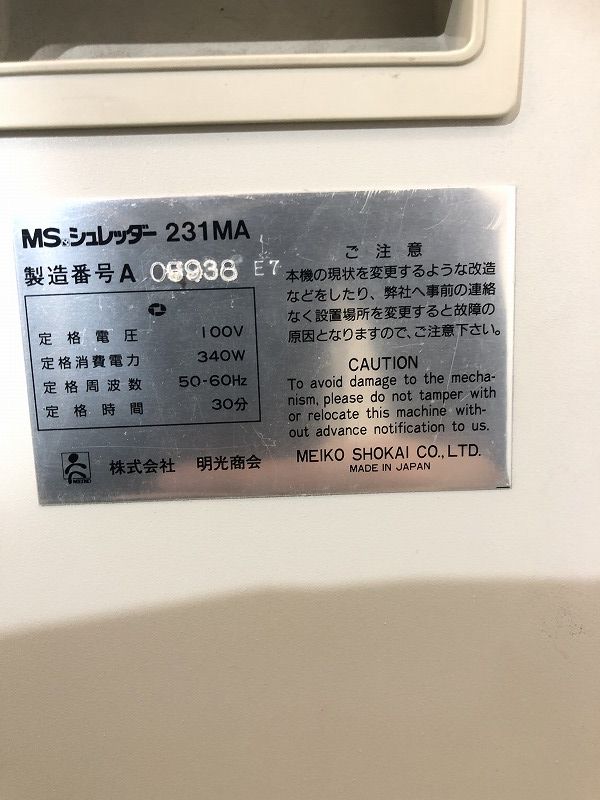 MS.シュレッダー 231MA
製造番号 A 05938 E7
定格電圧 100V
定格消費電力 340W
定格周波数 50-60Hz
定格時間 30分
株式会社 明光商会
ご注意
本機の現状を変更するような改造
などをしたり、弊社へ事前の連絡
なく設置場所を変更すると故障の
原因となりますので、ご注意下さい。
CAUTION
To avoid damage to the mecha-
nism, please do not tamper with
or relocate this machine with-
out advance notification to us.
MEIKO SHOKAI CO., LTD.
MADE IN JAPAN